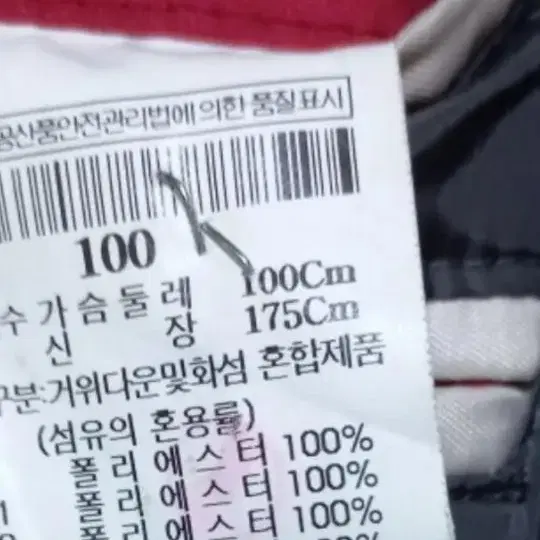 공산품안전관리법에 의한 품질표시
100
수 가슴둘레 100Cm
신 장 175Cm
구분:거위다운및화섬 혼합제품
(섬유의 혼용률)
폴리에스터 100%
폴리에스터 100%
폴리에스터 100%